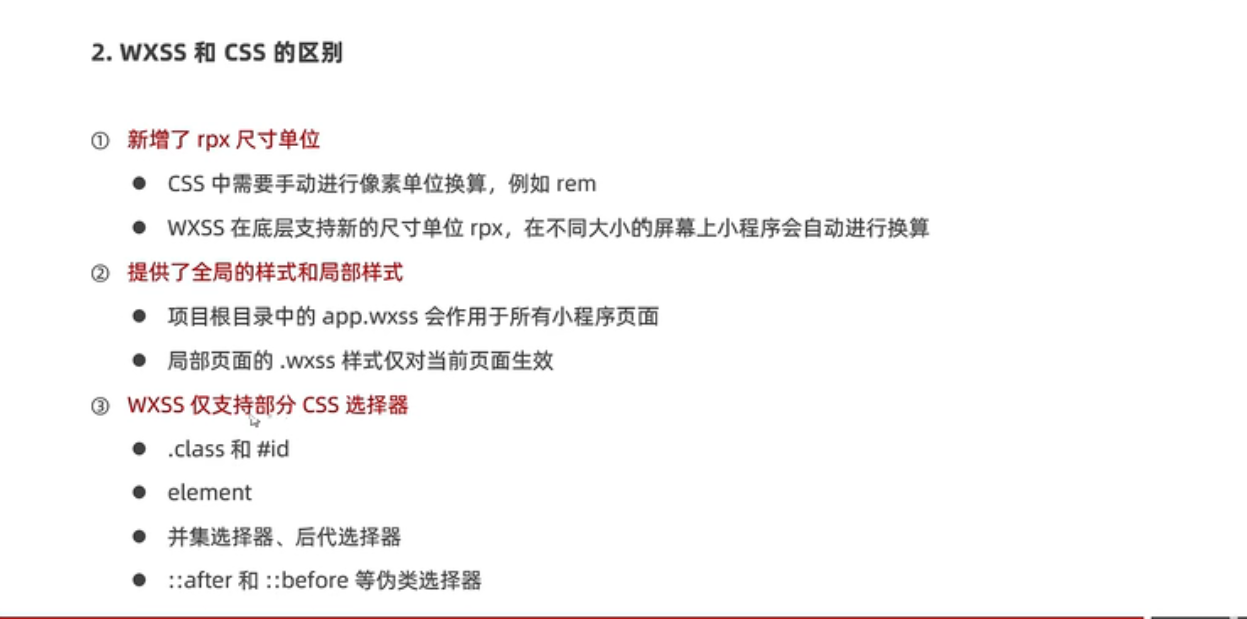 2. WXSS 和 CSS 的区别
① 新增了 rpx 尺寸单位
● CSS 中需要手动进行像素单位换算，例如 rem
● WXSS 在底层支持新的尺寸单位 rpx，在不同大小的屏幕上小程序会自动进行换算
② 提供了全局的样式和局部样式
● 项目根目录中的 app.wxss 会作用于所有小程序页面
● 局部页面的 .wxss 样式仅对当前页面生效
③ WXSS 仅支持部分 CSS 选择器
● .class 和 #id
● element
● 并集选择器、后代选择器
● ::after 和 ::before 等伪类选择器